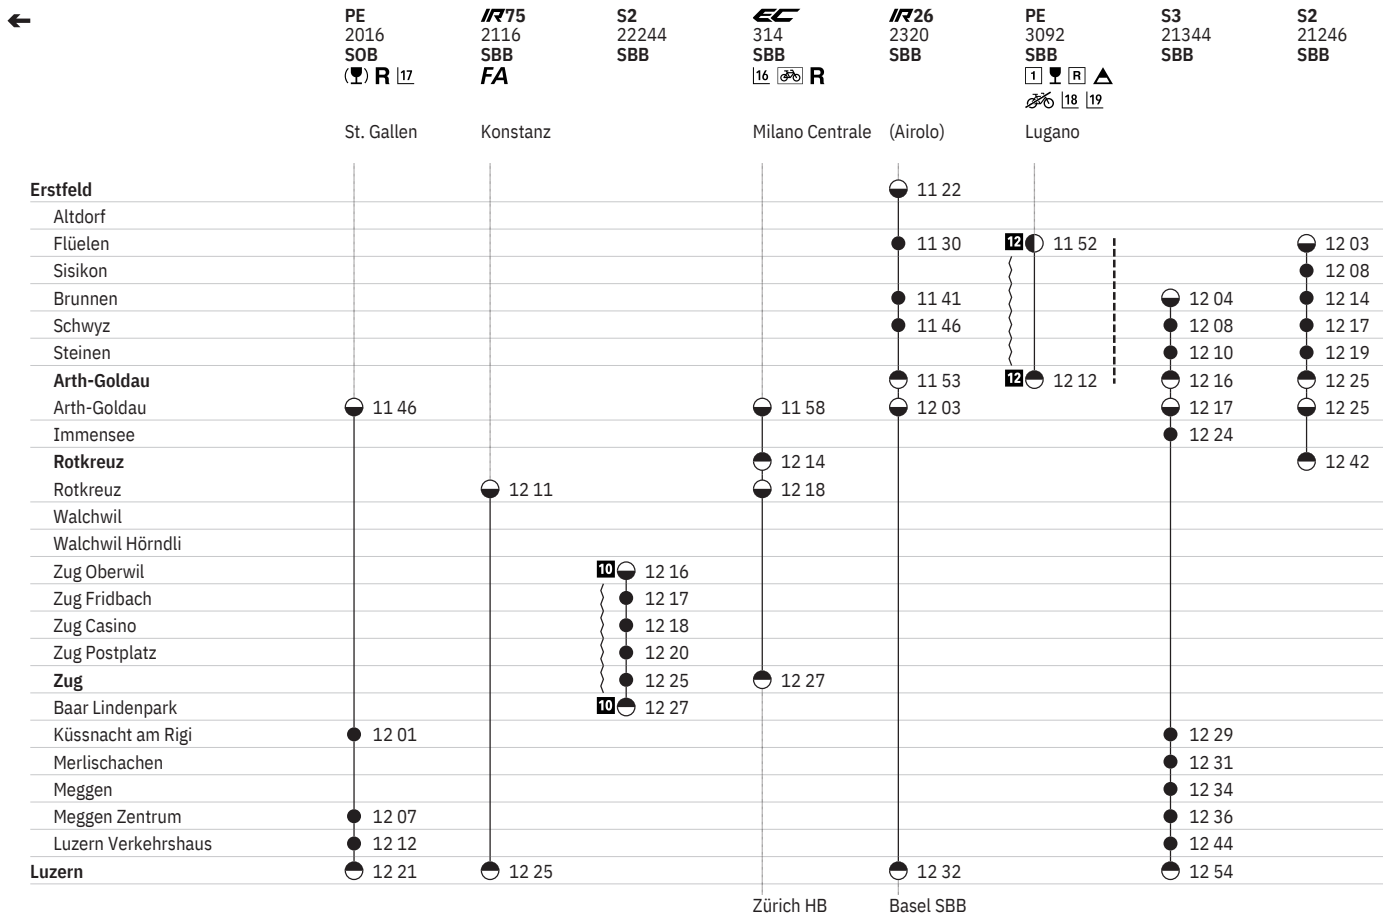 PE IR75 S2 EC IR26 PE S3 S2
2016 2116 22244 314 2320 3092 21344 21246
SOB SBB SBB SBB SBB SBB SBB SBB
R 17 FA 16 R 1 R
18 19
St. Gallen Konstanz Milano Centrale (Airolo) Lugano
Erstfeld 11 22
Altdorf
Flüelen 11 30 12 11 52 12 03
Sisikon 12 08
Brunnen 11 41 12 04 12 14
Schwyz 11 46 12 08 12 17
Steinen 12 10 12 19
Arth-Goldau 11 53 12 12 12 12 16 12 25
Arth-Goldau 11 46 11 58 12 03 12 17 12 25
Immensee 12 24
Rotkreuz 12 14 12 42
Rotkreuz 12 11 12 18
Walchwil
Walchwil Hörndli
Zug Oberwil 10 12 16
Zug Fridbach 12 17
Zug Casino 12 18
Zug Postplatz 12 20
Zug 12 25 12 27
Baar Lindenpark 10 12 27
Küssnacht am Rigi 12 01 12 29
Merlischachen 12 31
Meggen 12 34
Meggen Zentrum 12 07 12 36
Luzern Verkehrshaus 12 12 12 44
Luzern 12 21 12 25 12 32 12 54
Zürich HB Basel SBB